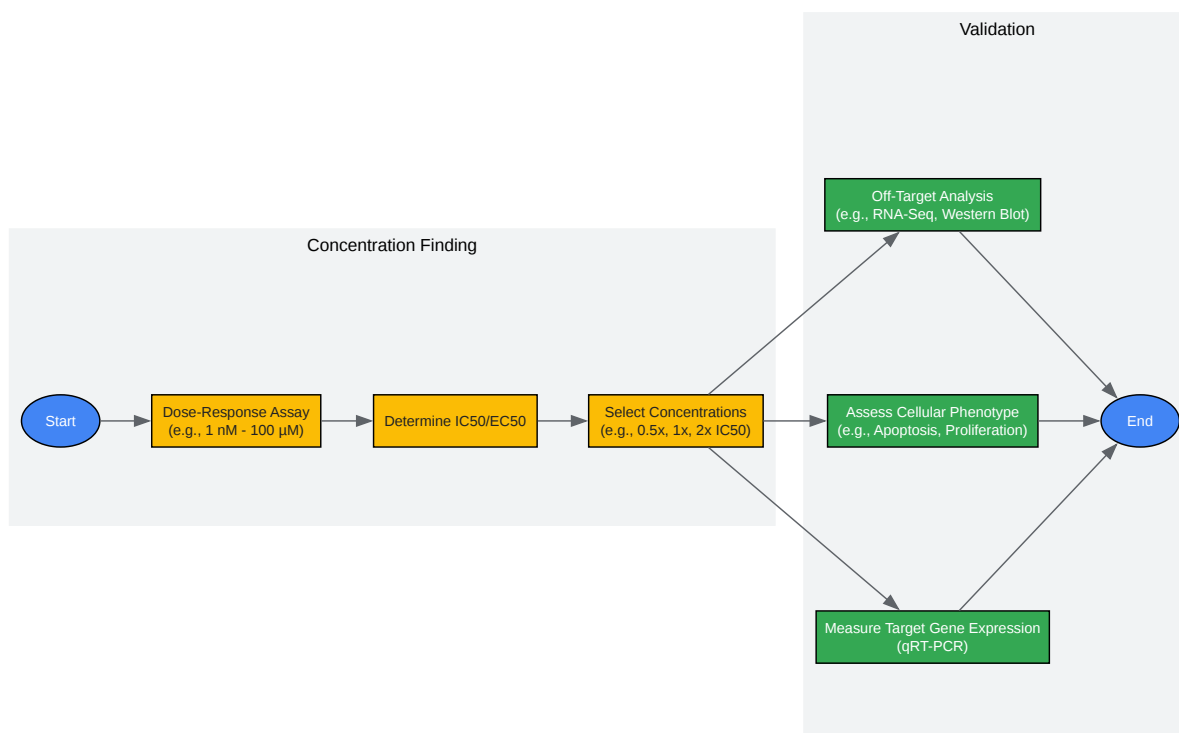 Validation
Off-Target Analysis
(e.g., RNA-Seq, Western Blot)
Concentration Finding
Start
Dose-Response Assay
(e.g., 1 nM - 100 µM)
Determine IC50/EC50
Select Concentrations
(e.g., 0.5x, 1x, 2x IC50)
Assess Cellular Phenotype
(e.g., Apoptosis, Proliferation)
End
Measure Target Gene Expression
(qRT-PCR)